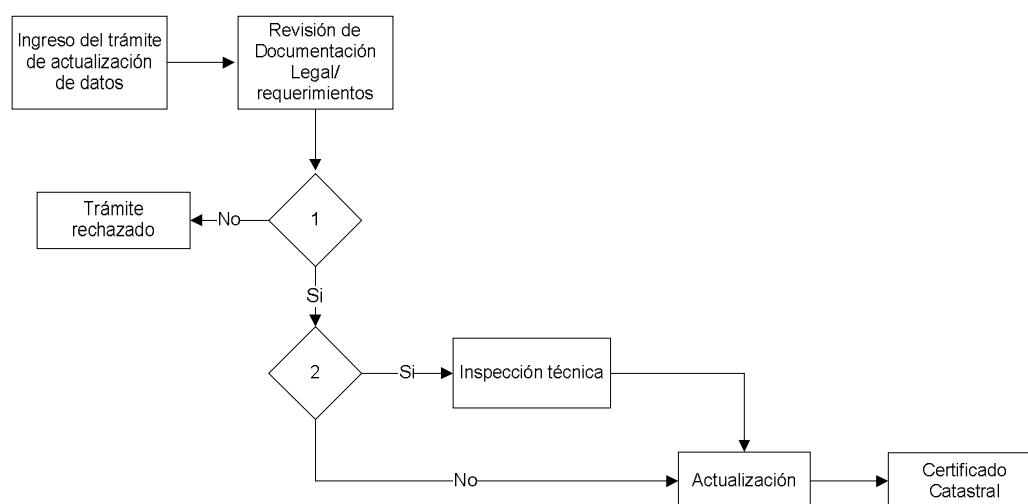 Ingreso del trámite
de actualización
de datos
Revisión de
Documentación
Legal/
requerimientos
Trámite
rechazado
No
1
Si
2
Si
Inspección técnica
No
Actualización
Certificado
Catastral